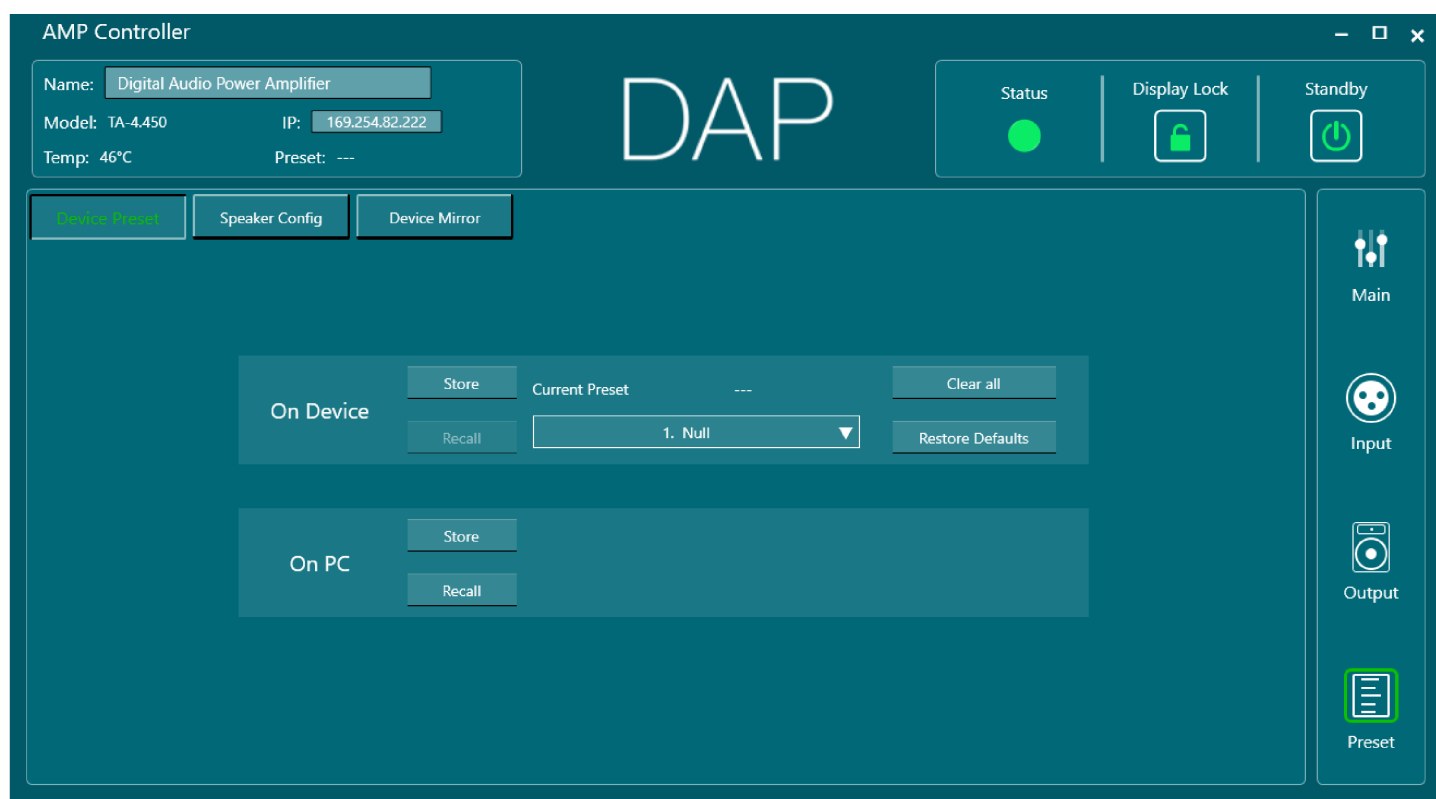 AMP Controller
Name: Digital Audio Power Amplifier
Model: TA-4.450 IP: 169.254.82.222
Temp: 46°C Preset: ---
DAP
Status
Display Lock
Standby
Device Preset
Speaker Config
Device Mirror
On Device
Store
Recall
Current Preset ---
1. Null
Clear all
Restore Defaults
On PC
Store
Recall
Main
Input
Output
Preset